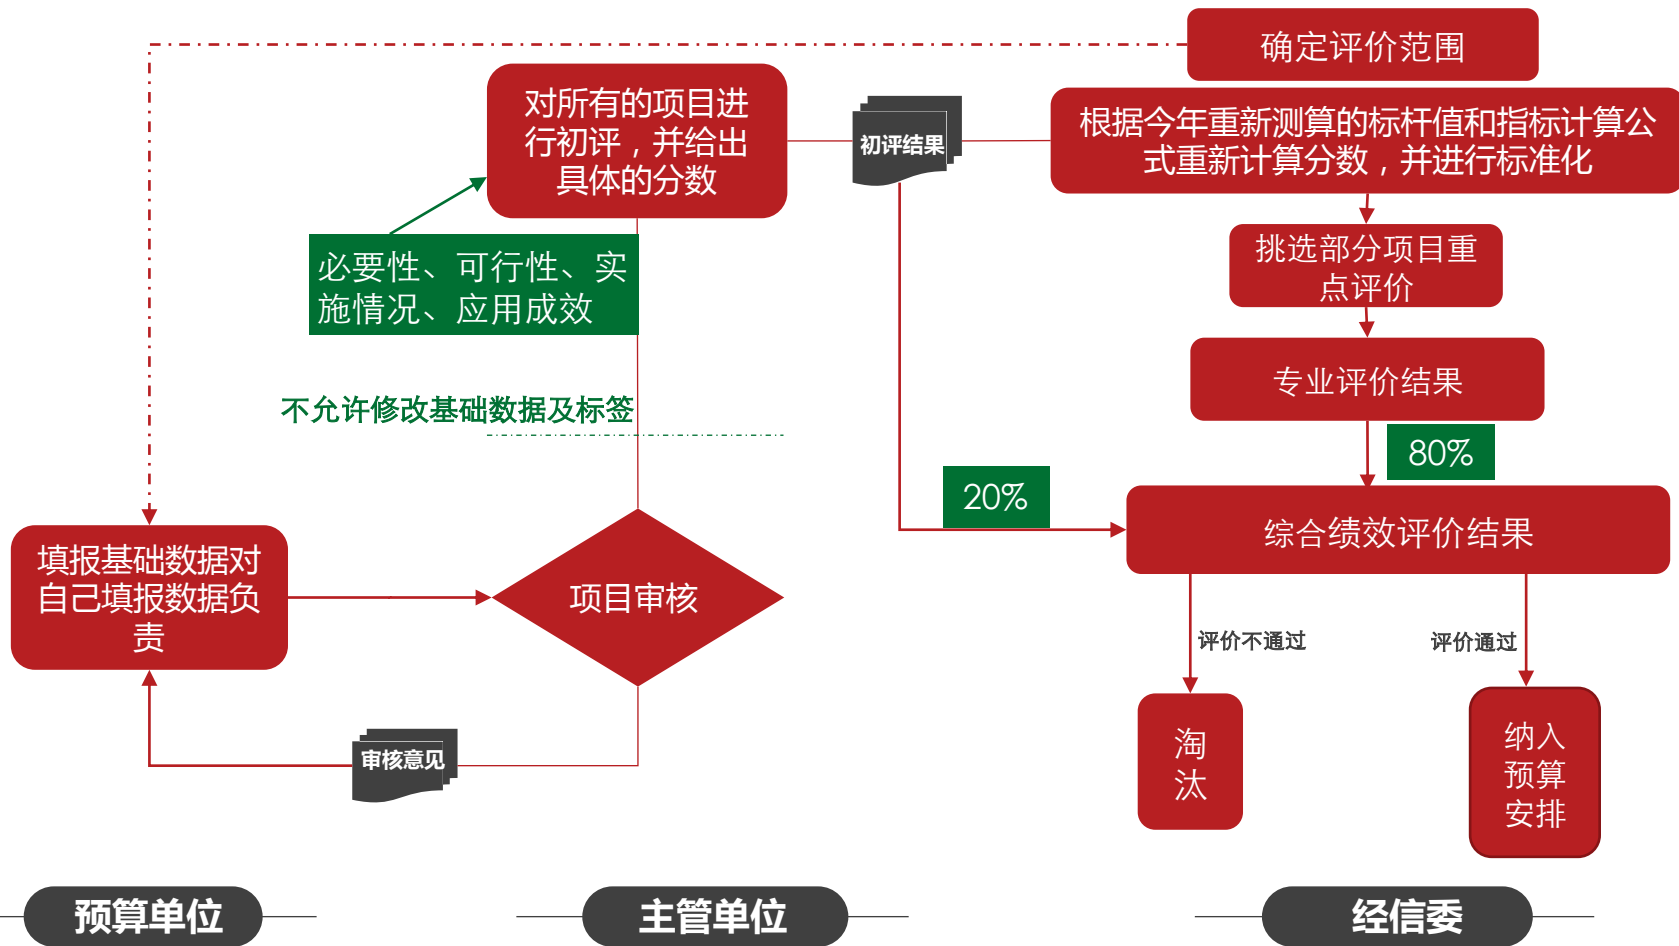 确定评价范围
对所有的项目进
行初评，并给出
具体的分数
初评结果
根据今年重新测算的标杆值和指标计算公
式重新计算分数，并进行标准化
必要性、可行性、实
施情况、应用成效
挑选部分项目重
点评价
专业评价结果
不允许修改基础数据及标签
80%
20%
综合绩效评价结果
填报基础数据对
自己填报数据负
责
项目审核
评价不通过
评价通过
审核意见
淘
汰
纳入
预算
安排
预算单位
主管单位
经信委